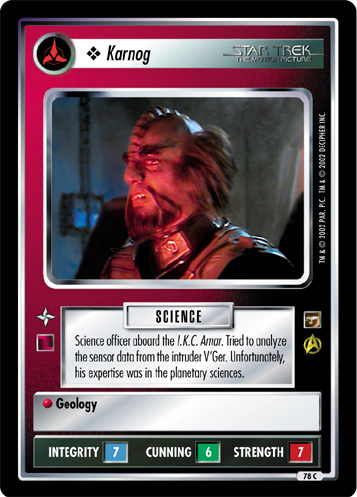 ❖ Karnog
STAR TREK
THE MOTION PICTURE
TM & © 2002 PAR. PIC. TM & © 2002 DECIPHER INC.
SCIENCE
Science officer aboard the I.K.C. Amar. Tried to analyze
the sensor data from the intruder V'Ger. Unfortunately,
his expertise was in the planetary sciences.
Geology
INTEGRITY 7 CUNNING 6 STRENGTH 7
78 C